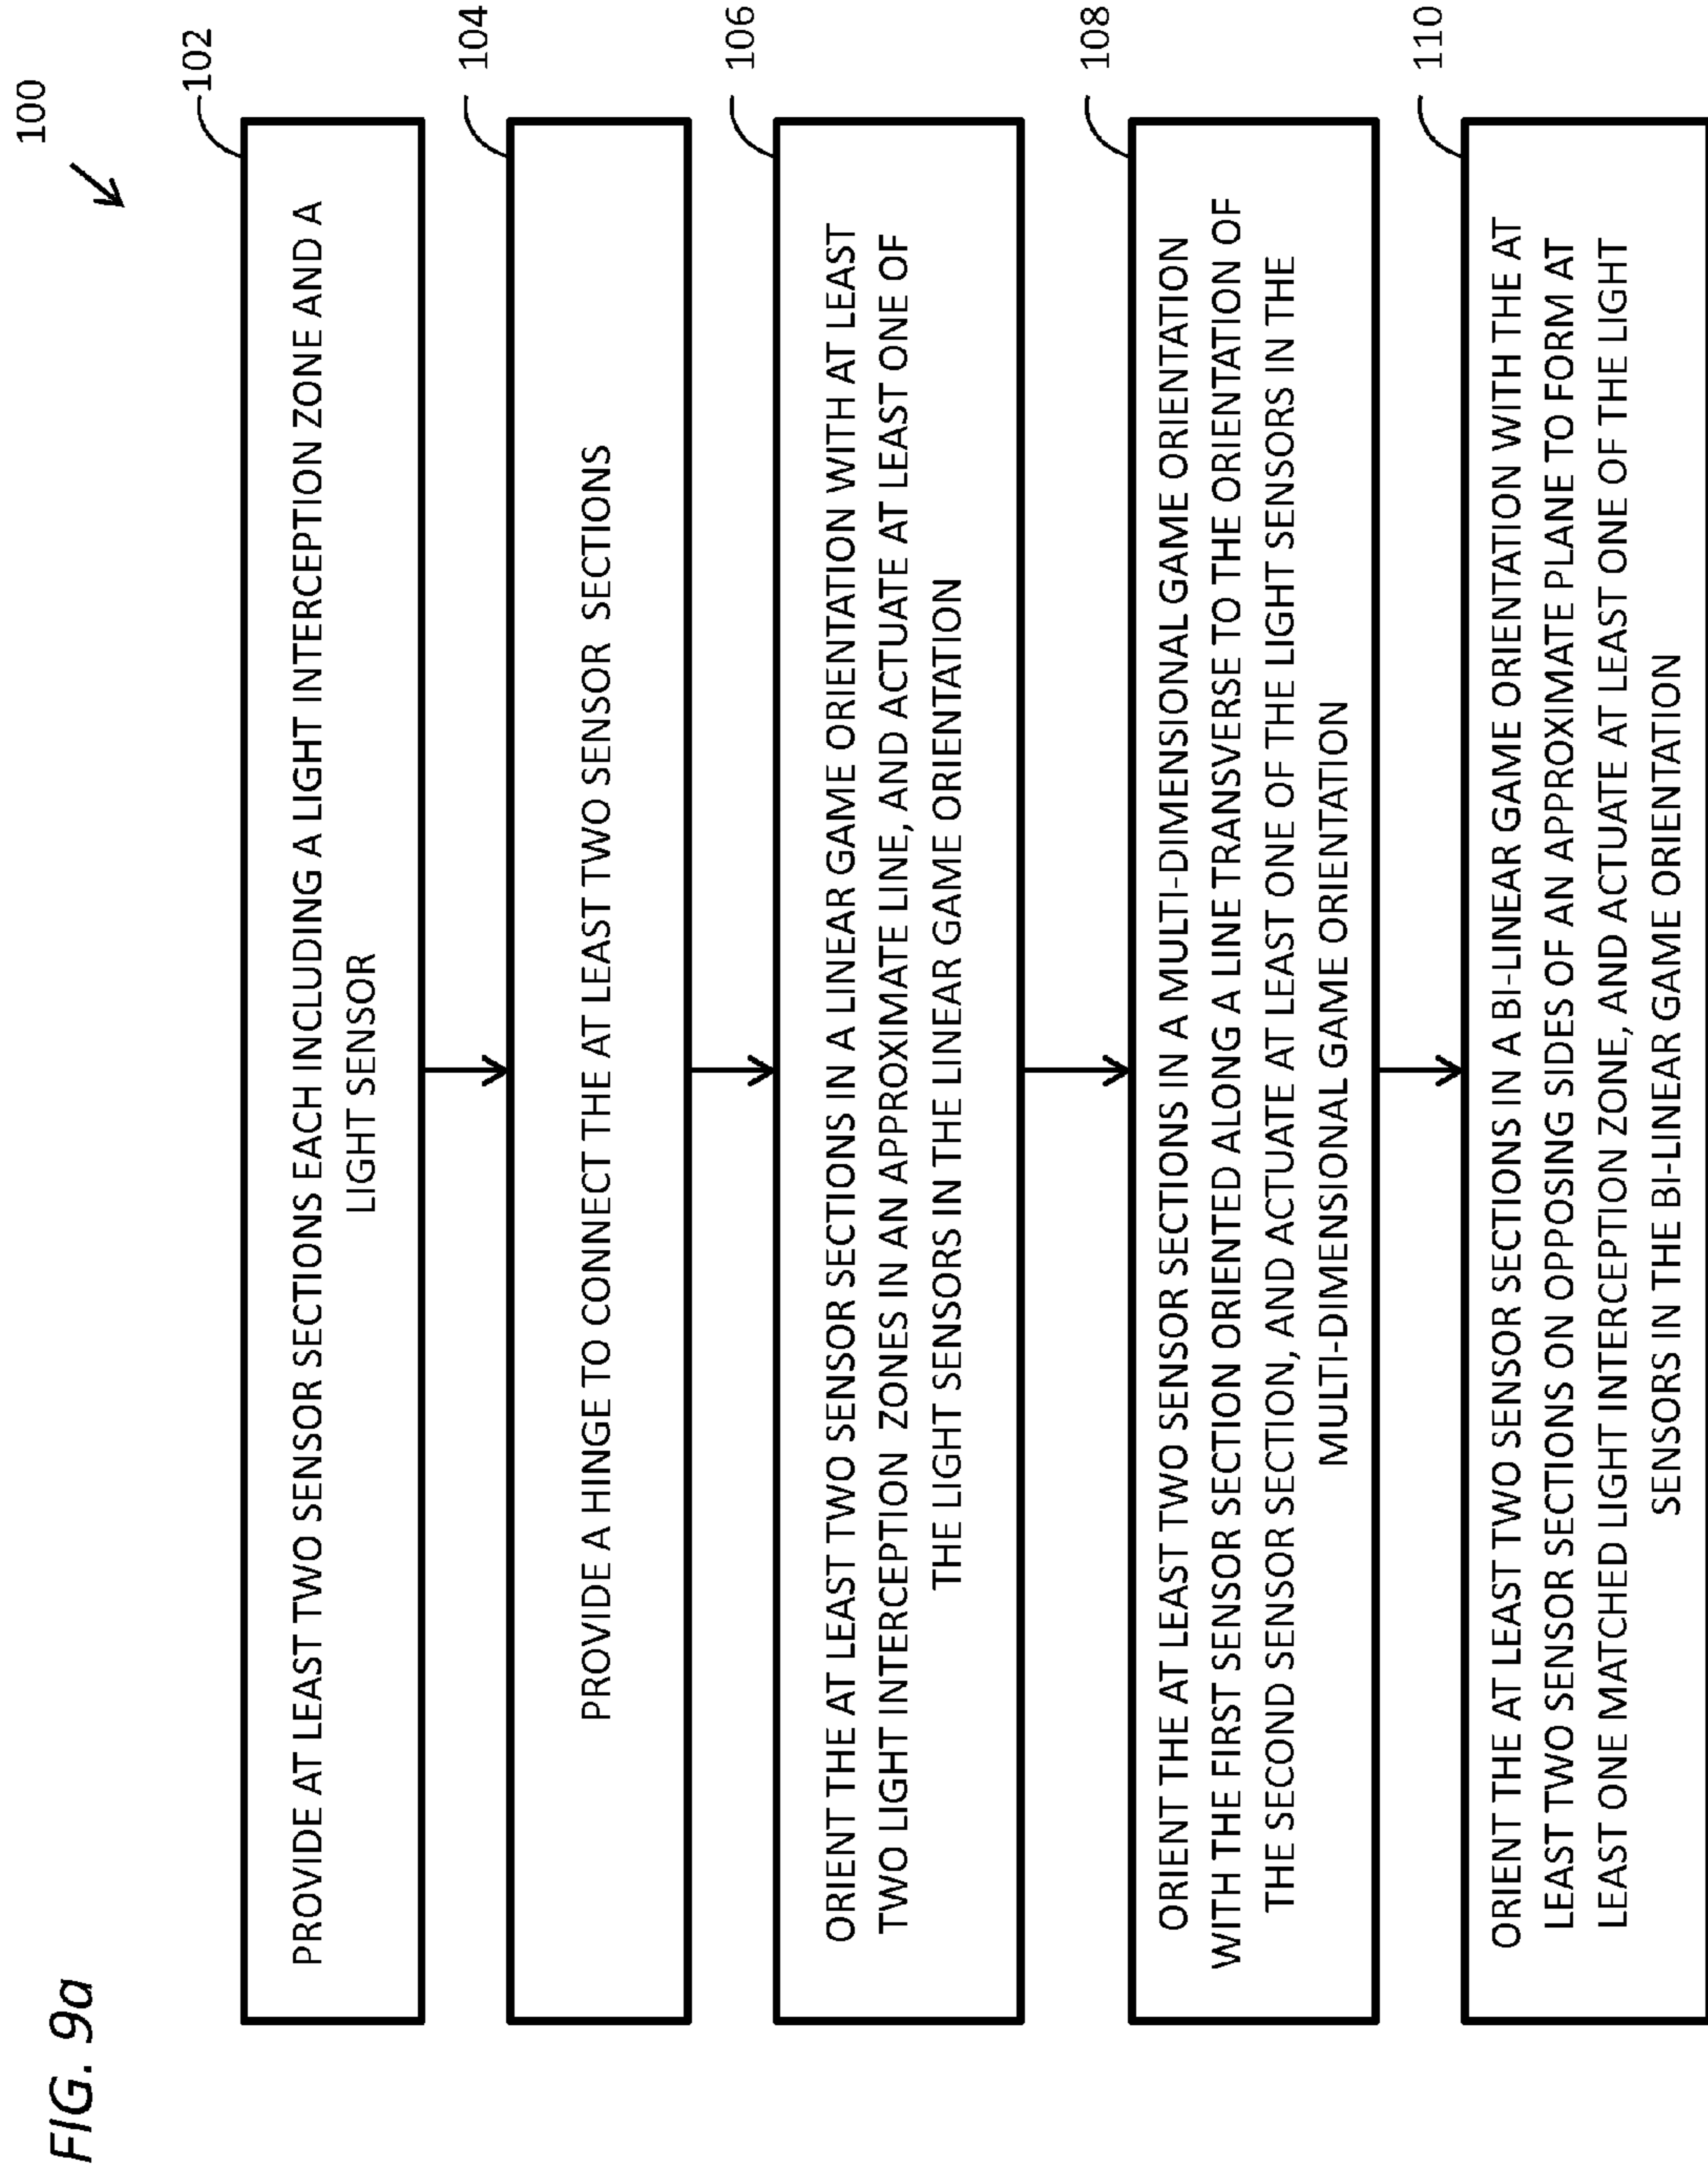 FIG. 9a
100
102
PROVIDE AT LEAST TWO SENSOR SECTIONS EACH INCLUDING A LIGHT INTERCEPTION ZONE AND A
LIGHT SENSOR
104
PROVIDE A HINGE TO CONNECT THE AT LEAST TWO SENSOR SECTIONS
106
ORIENT THE AT LEAST TWO SENSOR SECTIONS IN A LINEAR GAME ORIENTATION WITH AT LEAST
TWO LIGHT INTERCEPTION ZONES IN AN APPROXIMATE LINE, AND ACTUATE AT LEAST ONE OF
THE LIGHT SENSORS IN THE LINEAR GAME ORIENTATION
108
ORIENT THE AT LEAST TWO SENSOR SECTIONS IN A MULTI-DIMENSIONAL GAME ORIENTATION
WITH THE FIRST SENSOR SECTION ORIENTED ALONG A LINE TRANSVERSE TO THE ORIENTATION OF
THE SECOND SENSOR SECTION, AND ACTUATE AT LEAST ONE OF THE LIGHT SENSORS IN THE
MULTI-DIMENSIONAL GAME ORIENTATION
110
ORIENT THE AT LEAST TWO SENSOR SECTIONS IN A BI-LINEAR GAME ORIENTATION WITH THE AT
LEAST TWO SENSOR SECTIONS ON OPPOSING SIDES OF AN APPROXIMATE PLANE TO FORM AT
LEAST ONE MATCHED LIGHT INTERCEPTION ZONE, AND ACTUATE AT LEAST ONE OF THE LIGHT
SENSORS IN THE BI-LINEAR GAME ORIENTATION